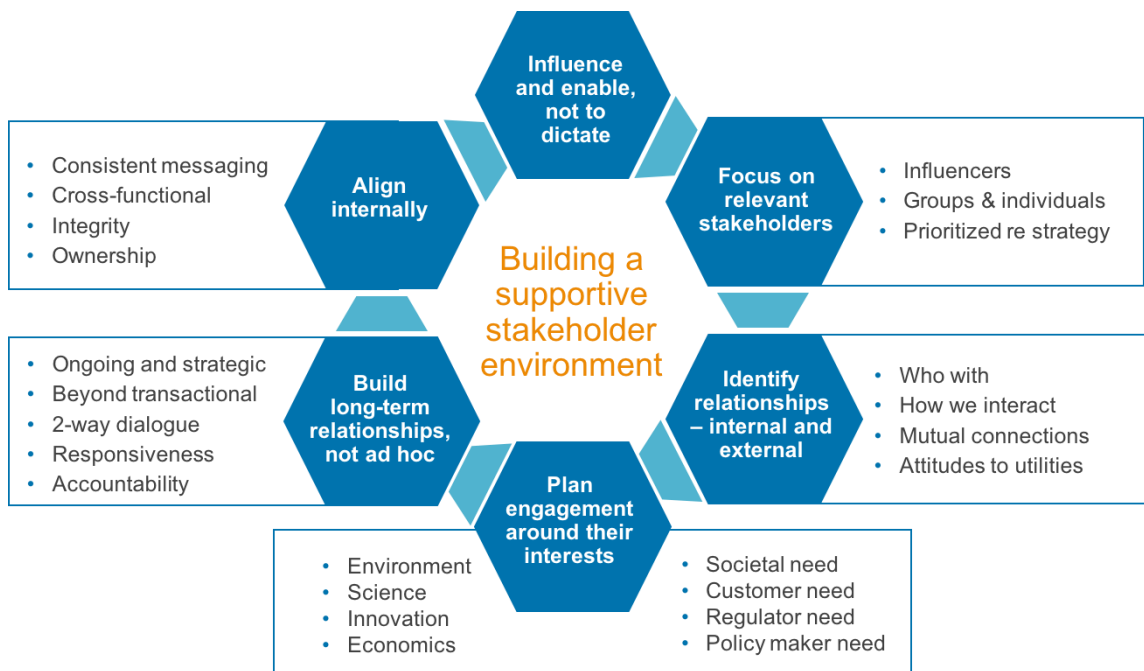 Influence
and enable,
not to
dictate
Focus on
relevant
stakeholders
• Influencers
• Groups & individuals
• Prioritized re strategy
Identify
relationships
– internal and
external
• Who with
• How we interact
• Mutual connections
• Attitudes to utilities
Plan
engagement
around their
interests
• Environment
• Science
• Innovation
• Economics
• Societal need
• Customer need
• Regulator need
• Policy maker need
Build
long-term
relationships,
not ad hoc
• Ongoing and strategic
• Beyond transactional
• 2-way dialogue
• Responsiveness
• Accountability
Align
internally
• Consistent messaging
• Cross-functional
• Integrity
• Ownership
Building a
supportive
stakeholder
environment